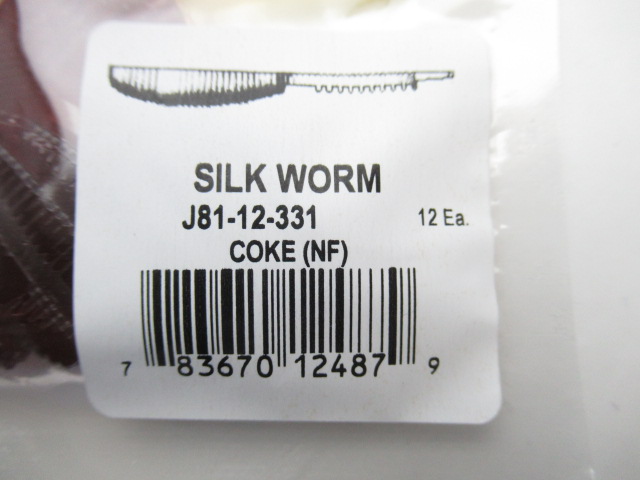 SILK WORM
J81-12-331 12 Ea.
COKE (NF)
7 83670 12487 9